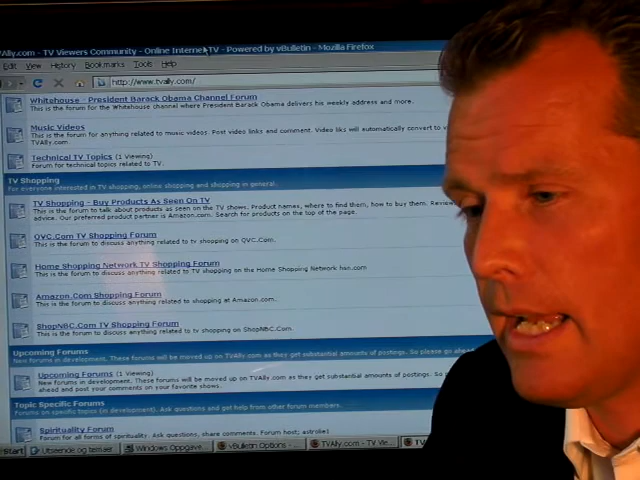 TVAlly.com - TV Viewers Community - Online Internet TV - Powered by vBulletin - Mozilla Firefox
Edit View History Bookmarks Tools Help
http://www.tvally.com/
Whitehouse - President Barack Obama Channel Forum
This is the forum for the Whitehouse channel where President Barack Obama delivers his weekly address and more.
Music Videos
This is the forum for anything related to music videos. Post video links and comment. Video liks will automatically convert to
TVAlly.com.
Technical TV Topics (1 Viewing)
Forum for technical topics related to TV.
TV Shopping
For everyone interested in TV shopping, online shopping and shopping in general.
TV Shopping - Buy Products As Seen On TV
This is the forum to talk about products as seen on the TV shows. Product names, where to find them, how to buy them. Review
advice. Our preferred product partner is Amazon.com. Search for products on the top of the page.
QVC.Com TV Shopping Forum
This is the forum to discuss anything related to tv shopping on QVC.Com.
Home Shopping Network TV Shopping Forum
This is the forum to discuss anything related to TV shopping on the Home Shopping Network hsn.com
Amazon.Com Shopping Forum
This is the forum to discuss anything related to shopping at Amazon.com.
ShopNBC.Com TV Shopping Forum
This is the forum to discuss anything related to tv shopping on ShopNBC.Com.
Upcoming Forums
New forums in development. These forums will be moved up on TVAlly.com as they get substantial amounts of postings. So please go ahead
Upcoming Forums (1 Viewing)
New forums in development. These forums will be moved up on TVAlly.com as they get substantial amounts of postings. So please go
ahead and post your comments on your favorite shows.
Topic Specific Forums
Forums on specific topics (in development). Ask questions and get help from other forum members.
Spirituality Forum
Forum for all forms of spirituality. Ask questions, share comments. Forum host: astrolie1
Start Utseende og temaer Windows Oppgave... vBulletin Options - ... TVAlly.com - TV Vie... TV